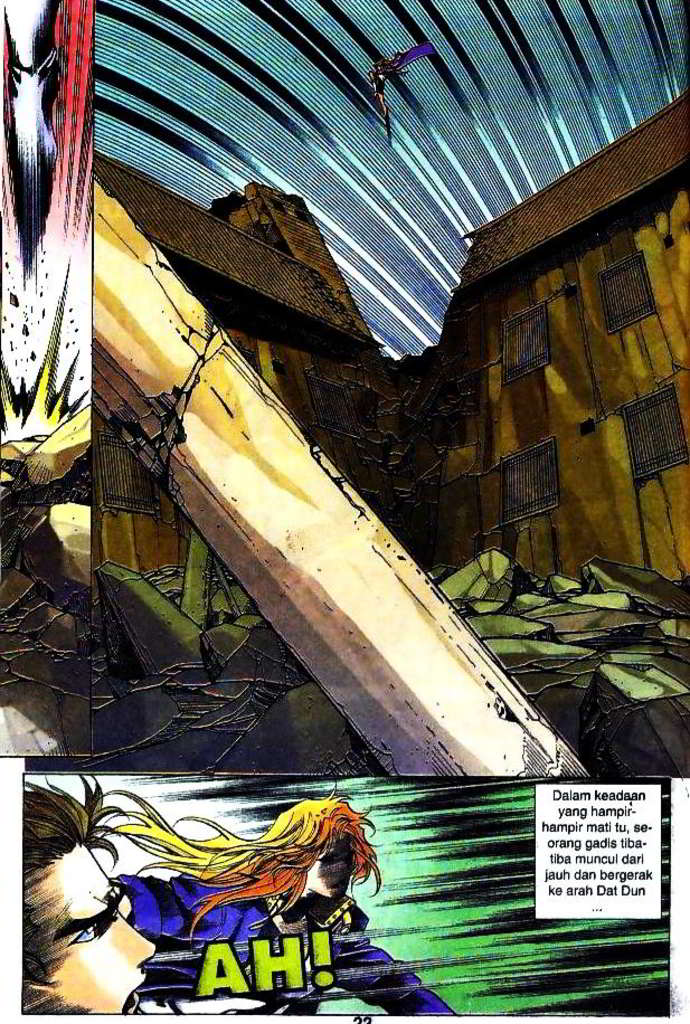 Dalam keadaan
yang hampir-
hampir mati tu, se-
orang gadis tiba-
tiba muncul dari
jauh dan bergerak
ke arah Dat Dun
...
AH!
22